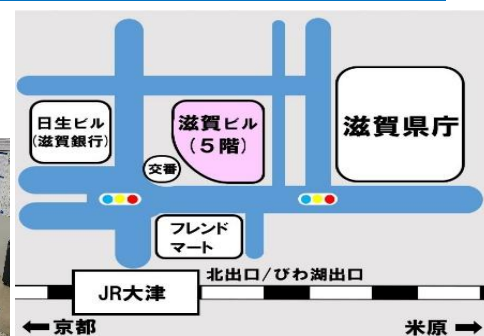 日生ビル
(滋賀銀行)
滋賀ビル
(５階)
滋賀県庁
交番
フレンド
マート
北出口/びわ湖出口
JR大津
←京都
米原→